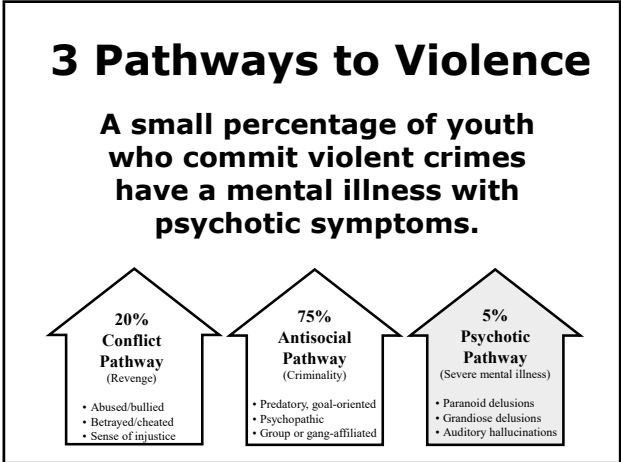 3 Pathways to Violence
A small percentage of youth
who commit violent crimes
have a mental illness with
psychotic symptoms.
20%
Conflict
Pathway
(Revenge)
• Abused/bullied
• Betrayed/cheated
• Sense of injustice
75%
Antisocial
Pathway
(Criminality)
• Predatory, goal-oriented
• Psychopathic
• Group or gang-affiliated
5%
Psychotic
Pathway
(Severe mental illness)
• Paranoid delusions
• Grandiose delusions
• Auditory hallucinations